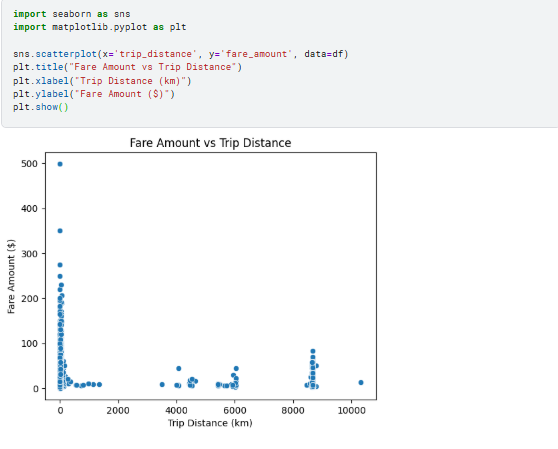 import seaborn as sns
import matplotlib.pyplot as plt
sns.scatterplot(x='trip_distance', y='fare_amount', data=df)
plt.title("Fare Amount vs Trip Distance")
plt.xlabel("Trip Distance (km)")
plt.ylabel("Fare Amount ($)")
plt.show()
Fare Amount vs Trip Distance
500
400
300
200
100
0
Fare Amount ($)
0 2000 4000 6000 8000 10000
Trip Distance (km)